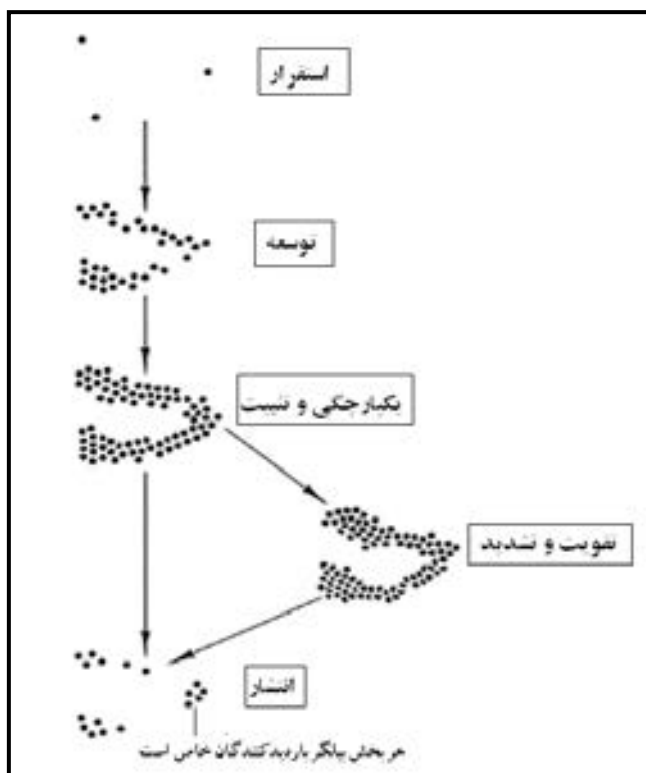 استقرار
توسعه
یکپارچگی و تثبیت
تقویت و تشدید
انتشار
هر بخش بیانگر بازدیدکنندگان خاص است